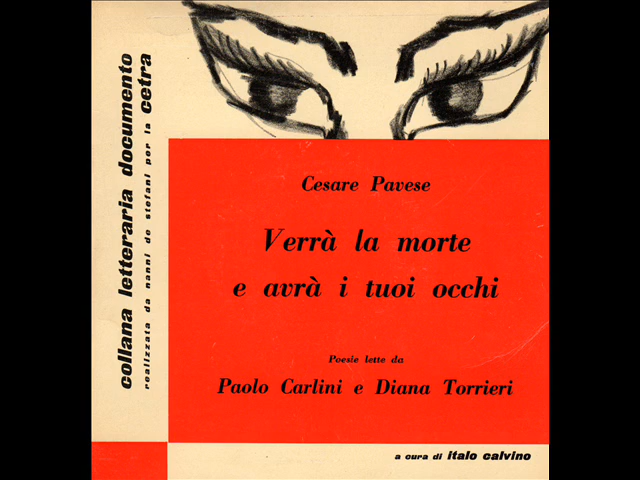 collana letteraria documento
realizzata da nanni de stefani per la cetra
Cesare Pavese
Verrà la morte
e avrà i tuoi occhi
Poesie lette da
Paolo Carlini e Diana Torrieri
a cura di italo calvino